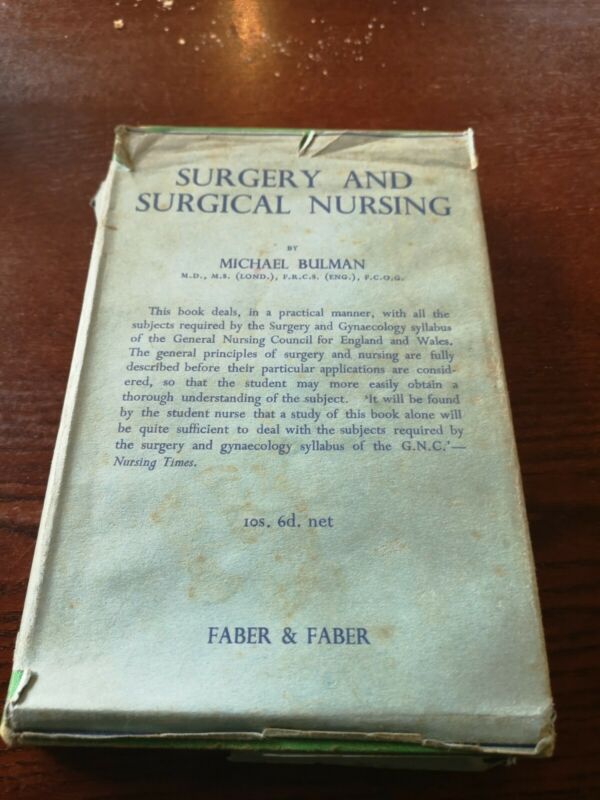 SURGERY AND
SURGICAL NURSING
BY
MICHAEL BULMAN
M.D., M.S. (LOND.), F.R.C.S. (ENG.), F.C.O.G.
This book deals, in a practical manner, with all the
subjects required by the Surgery and Gynaecology syllabus
of the General Nursing Council for England and Wales.
The general principles of surgery and nursing are fully
described before their particular applications are consid-
ered, so that the student may more easily obtain a
thorough understanding of the subject. 'It will be found
by the student nurse that a study of this book alone will
be quite sufficient to deal with the subjects required by
the surgery and gynaecology syllabus of the G.N.C.'—
Nursing Times.
10s. 6d. net
FABER & FABER